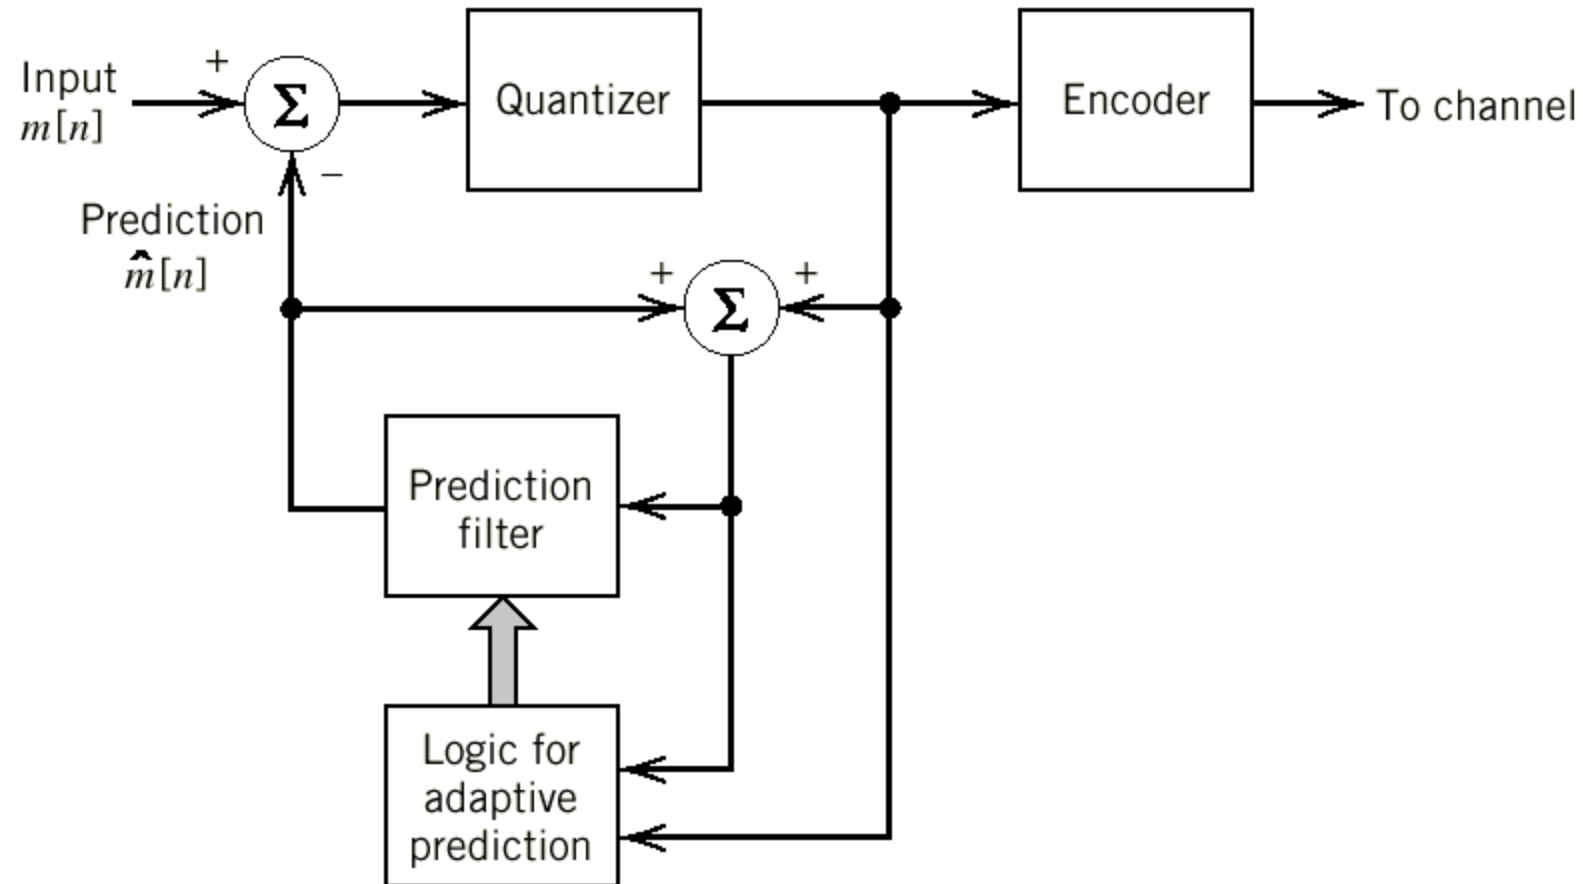 Input
m[n]
+
Σ
−
Quantizer
Encoder
To channel
Prediction
m̂[n]
+
Σ
+
Prediction
filter
Logic for
adaptive
prediction